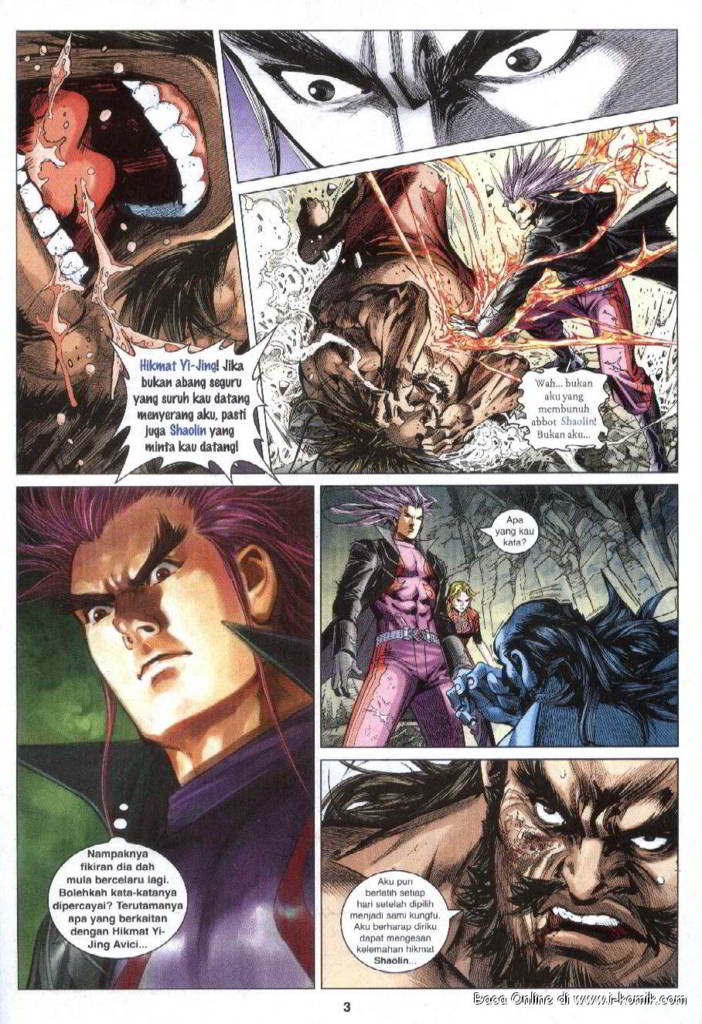 Hikmat Yi-Jing! Jika
bukan abang seguru
yang suruh kau datang
menyerang aku, pasti
juga Shaolin yang
minta kau datang!
Wah... bukan
aku yang
membunuh
abbot Shaolin!
Bukan aku...
Apa
yang kau
kata?
Nampaknya
fikiran dia dah
mula bercelaru lagi.
Bolehkah kata-katanya
dipercayai? Terutamanya
apa yang berkaitan
dengan Hikmat Yi-
Jing Avici...
Aku pun
berlatih setiap
hari setelah dipilih
menjadi sami kungfu.
Aku berharap diriku
dapat mengesan
kelemahan hikmat
Shaolin...
3
Baca Online di www.i-komik.com